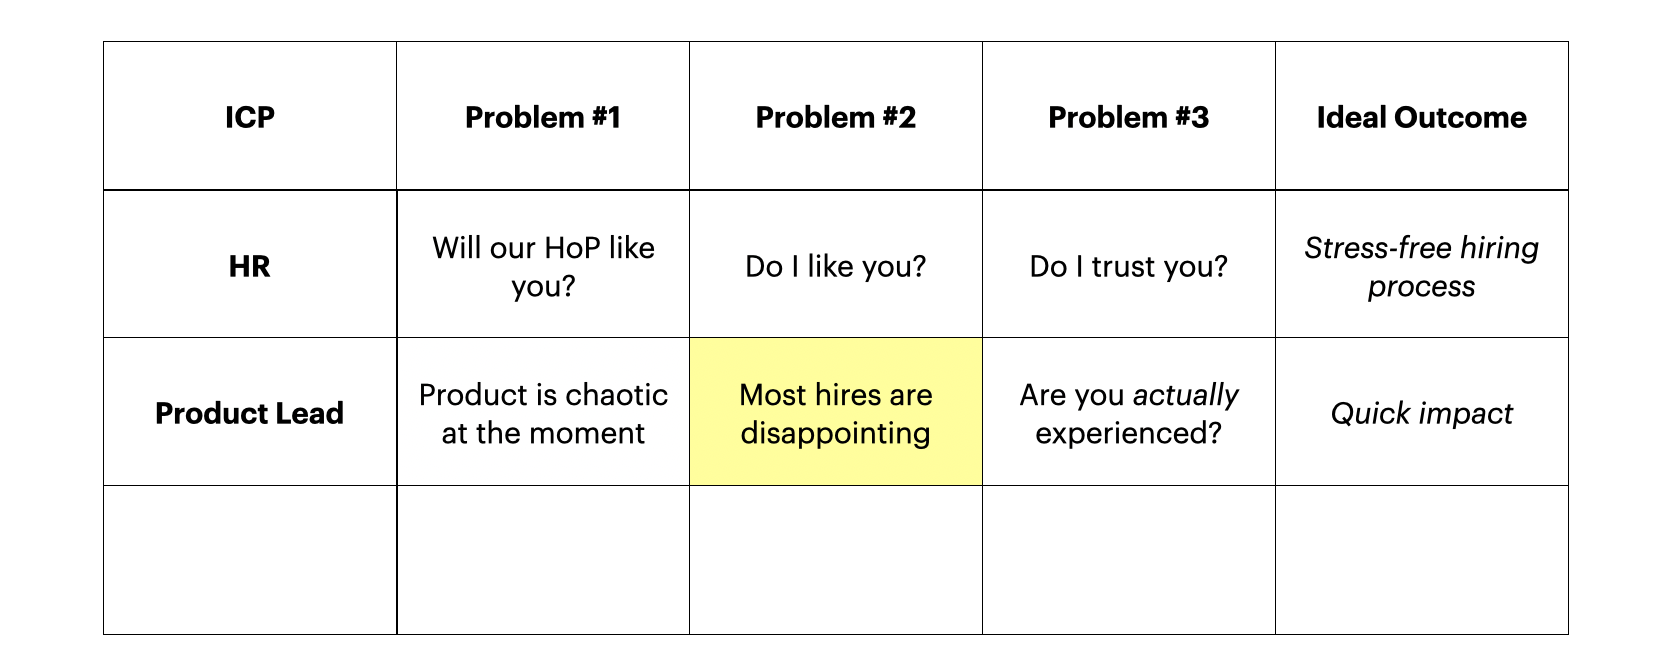 ICP
Problem #1
Problem #2
Problem #3
Ideal Outcome
HR
Will our HoP like
you?
Do I like you?
Do I trust you?
Stress-free hiring
process
Product Lead
Product is chaotic
at the moment
Most hires are
disappointing
Are you actually
experienced?
Quick impact